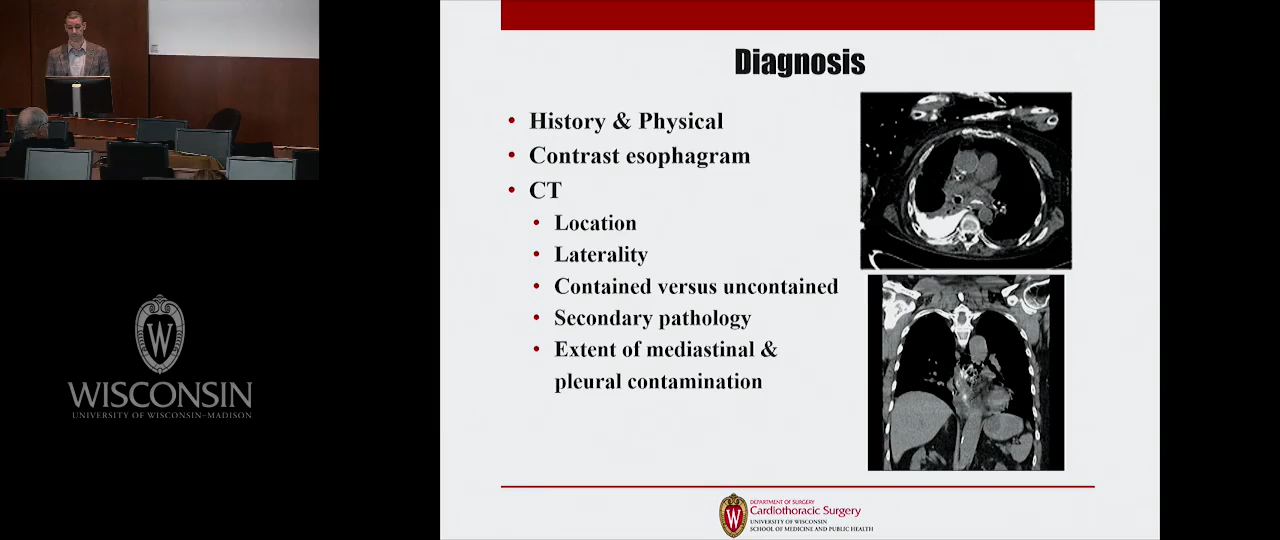 Diagnosis
• History & Physical
• Contrast esophagram
• CT
• Location
• Laterality
• Contained versus uncontained
• Secondary pathology
• Extent of mediastinal &
pleural contamination
W
WISCONSIN
UNIVERSITY OF WISCONSIN–MADISON
W
DEPARTMENT OF SURGERY
Cardiothoracic Surgery
UNIVERSITY OF WISCONSIN
SCHOOL OF MEDICINE AND PUBLIC HEALTH